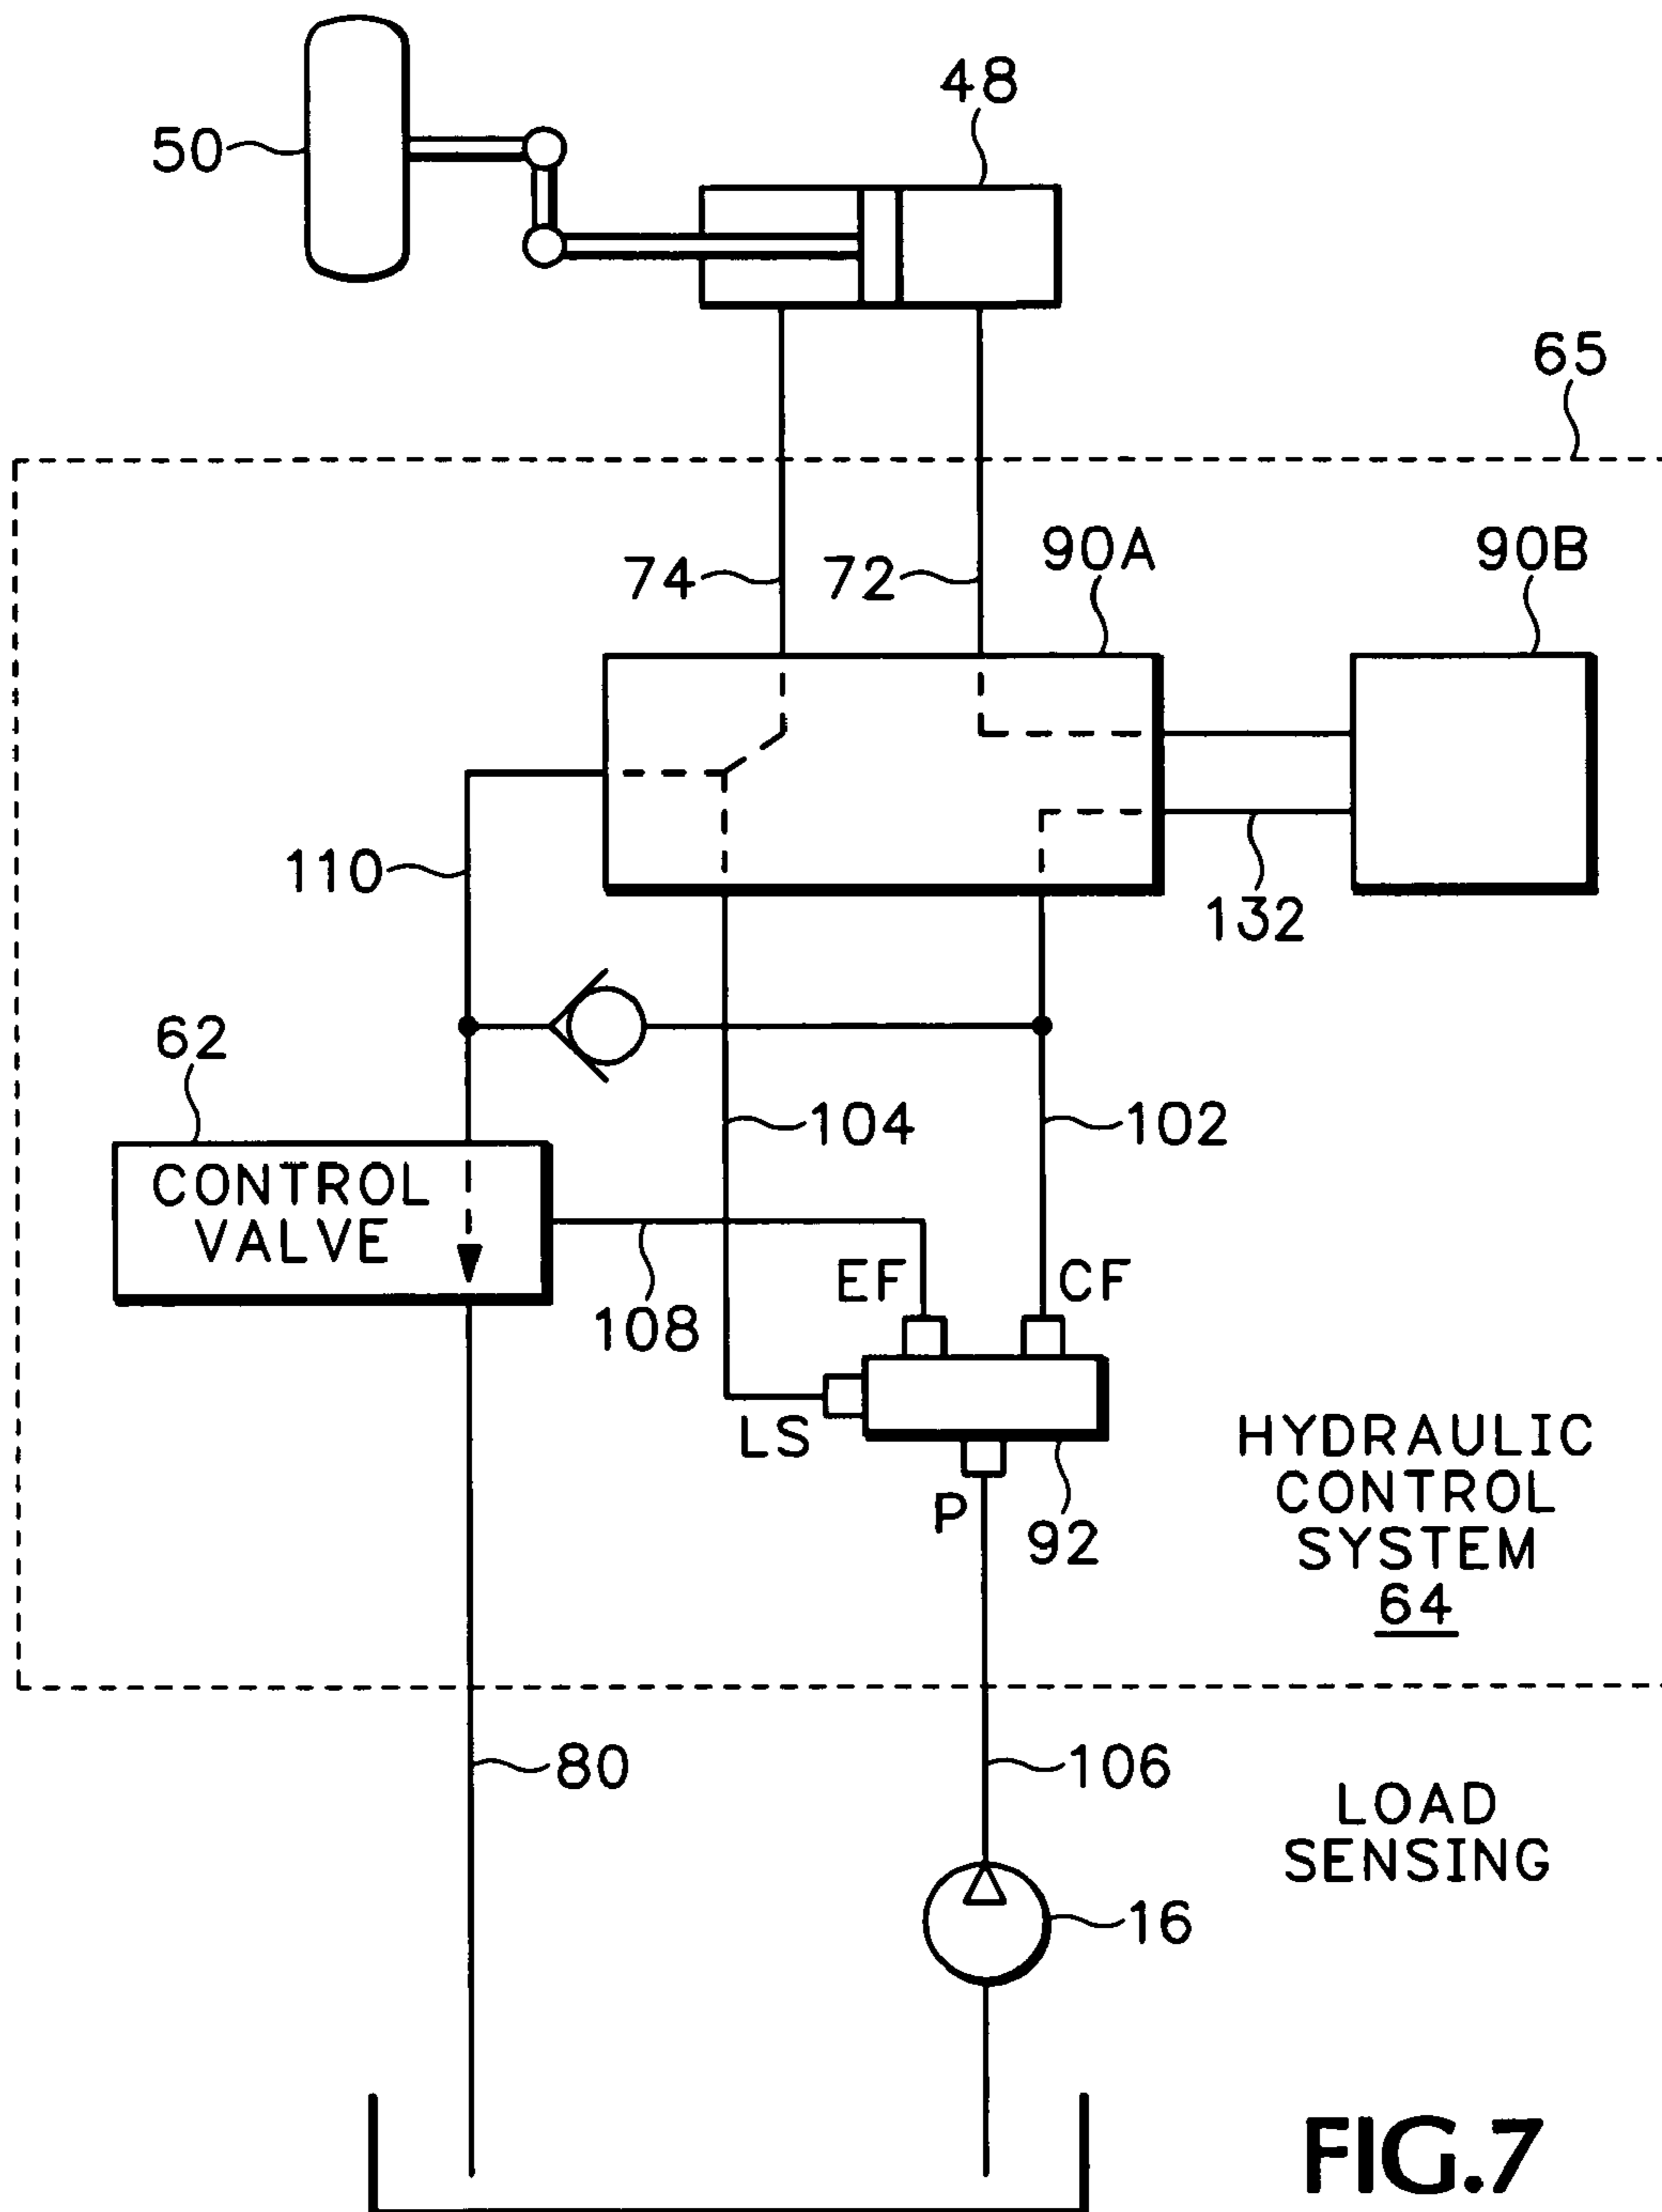 48
50
65
74
72
90A
90B
110
132
62
104
102
CONTROL
VALVE
EF
CF
108
LS
P
92
HYDRAULIC
CONTROL
SYSTEM
64
80
106
LOAD
SENSING
16
FIG.7